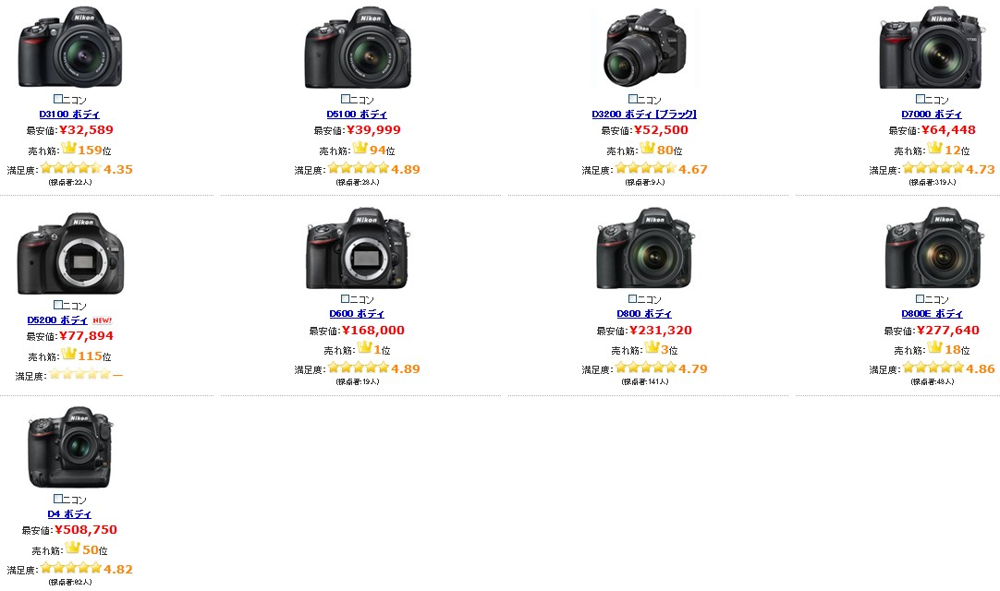 Nikon
Nikon
Nikon
Nikon
ニコン
ニコン
ニコン
ニコン
D3100 ボディ
D5100 ボディ
D3200 ボディ [ブラック]
D7000 ボディ
最安値:¥32,589
最安値:¥39,999
最安値:¥52,500
最安値:¥64,448
売れ筋:159位
売れ筋:94位
売れ筋:80位
売れ筋:12位
満足度:4.35
満足度:4.89
満足度:4.67
満足度:4.73
(採点者:22人)
(採点者:28人)
(採点者:9人)
(採点者:319人)
Nikon
Nikon
Nikon
Nikon
ニコン
ニコン
ニコン
ニコン
D5200 ボディ NEW!
D600 ボディ
D800 ボディ
D800E ボディ
最安値:¥77,894
最安値:¥168,000
最安値:¥231,320
最安値:¥277,640
売れ筋:115位
売れ筋:1位
売れ筋:3位
売れ筋:18位
満足度:—
満足度:4.89
満足度:4.79
満足度:4.86
(採点者:19人)
(採点者:141人)
(採点者:48人)
Nikon
ニコン
D4 ボディ
最安値:¥508,750
売れ筋:50位
満足度:4.82
(採点者:82人)